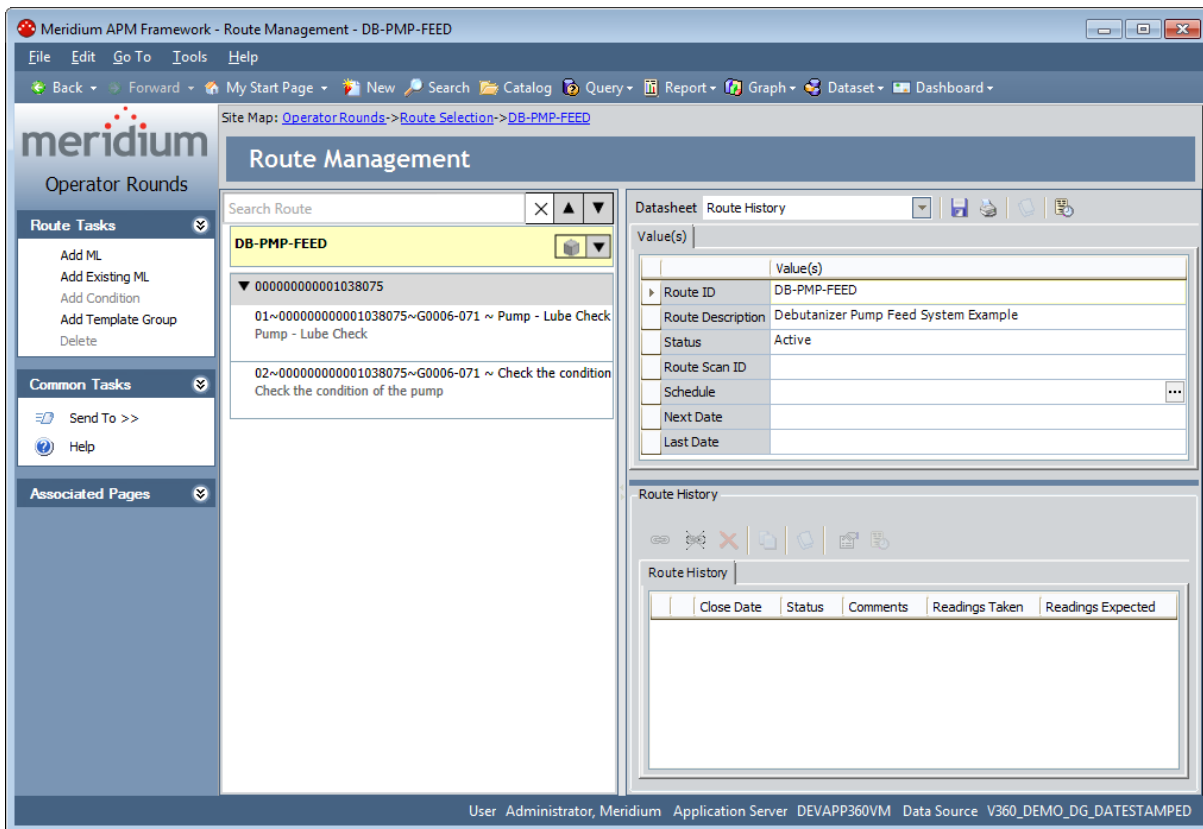 Meridium APM Framework - Route Management - DB-PMP-FEED
File Edit Go To Tools Help
Back Forward My Start Page New Search Catalog Query Report Graph Dataset Dashboard
meridium
Operator Rounds
Site Map: Operator Rounds->Route Selection->DB-PMP-FEED
Route Management
Route Tasks
Add ML
Add Existing ML
Add Condition
Add Template Group
Delete
Common Tasks
Send To >>
Help
Associated Pages
Search Route
DB-PMP-FEED
000000000001038075
01~000000000001038075~G0006-071 ~ Pump - Lube Check
Pump - Lube Check
02~000000000001038075~G0006-071 ~ Check the condition
Check the condition of the pump
Datasheet Route History
Value(s)
Value(s)
Route ID DB-PMP-FEED
Route Description Debutanizer Pump Feed System Example
Status Active
Route Scan ID
Schedule ...
Next Date
Last Date
Route History
Route History
Close Date Status Comments Readings Taken Readings Expected
User Administrator, Meridium Application Server DEVAPP360VM Data Source V360_DEMO_DG_DATESTAMPED